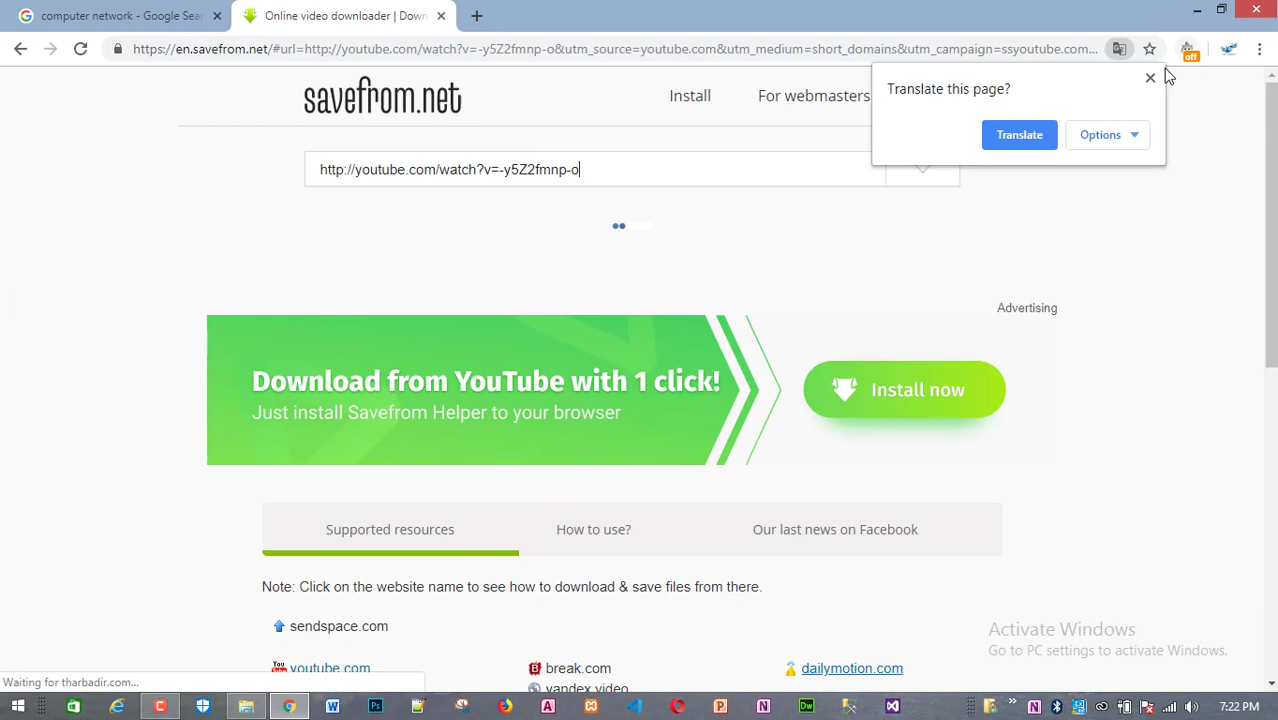 computer network - Google Sea
Online video downloader | Down
https://en.savefrom.net/#url=http://youtube.com/watch?v=-y5Z2fmnp-o&utm_source=youtube.com&utm_medium=short_domains&utm_campaign=ssyoutube.com...
off
Translate this page?
Translate
Options
savefrom.net
Install
For webmasters
http://youtube.com/watch?v=-y5Z2fmnp-o
Advertising
Download from YouTube with 1 click!
Just install Savefrom Helper to your browser
Install now
Supported resources
How to use?
Our last news on Facebook
Note: Click on the website name to see how to download & save files from there.
sendspace.com
youtube.com
break.com
dailymotion.com
yandex.video
Activate Windows
Go to PC settings to activate Windows.
Waiting for tharbadir.com...
7:22 PM